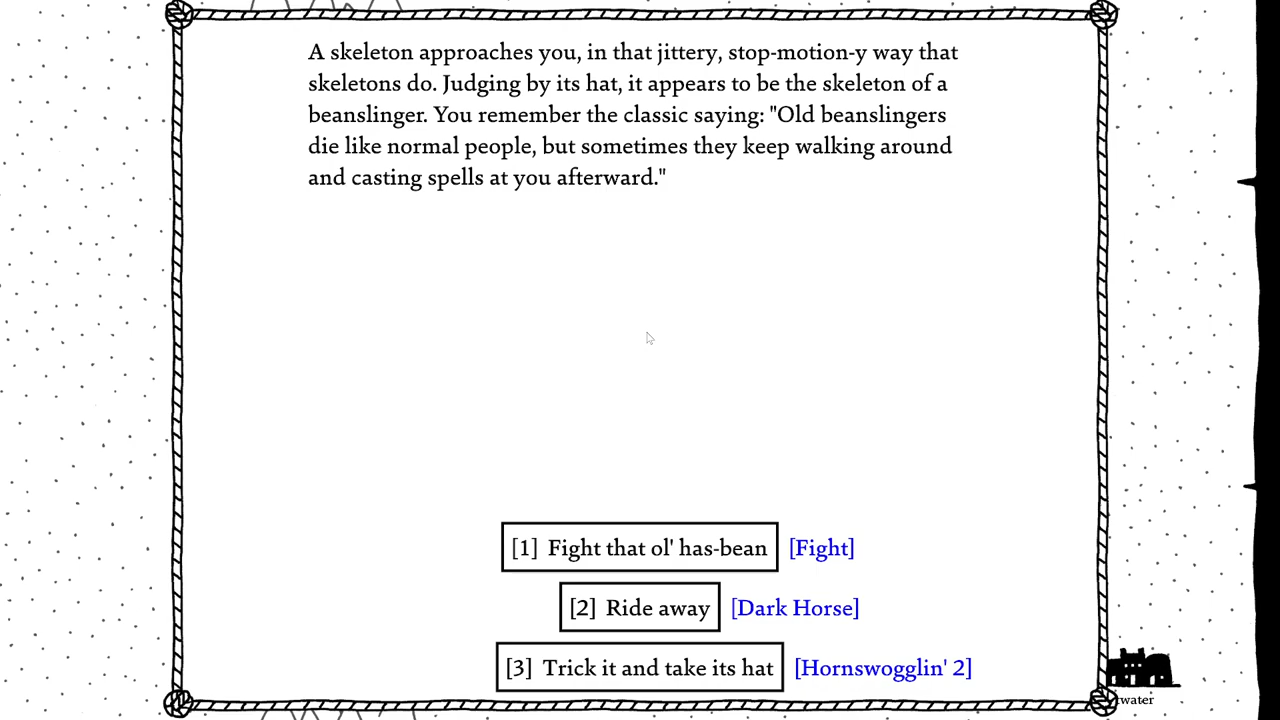 A skeleton approaches you, in that jittery, stop-motion-y way that
skeletons do. Judging by its hat, it appears to be the skeleton of a
beanslinger. You remember the classic saying: "Old beanslingers
die like normal people, but sometimes they keep walking around
and casting spells at you afterward."
[1] Fight that ol' has-bean [Fight]
[2] Ride away [Dark Horse]
[3] Trick it and take its hat [Hornswogglin' 2]